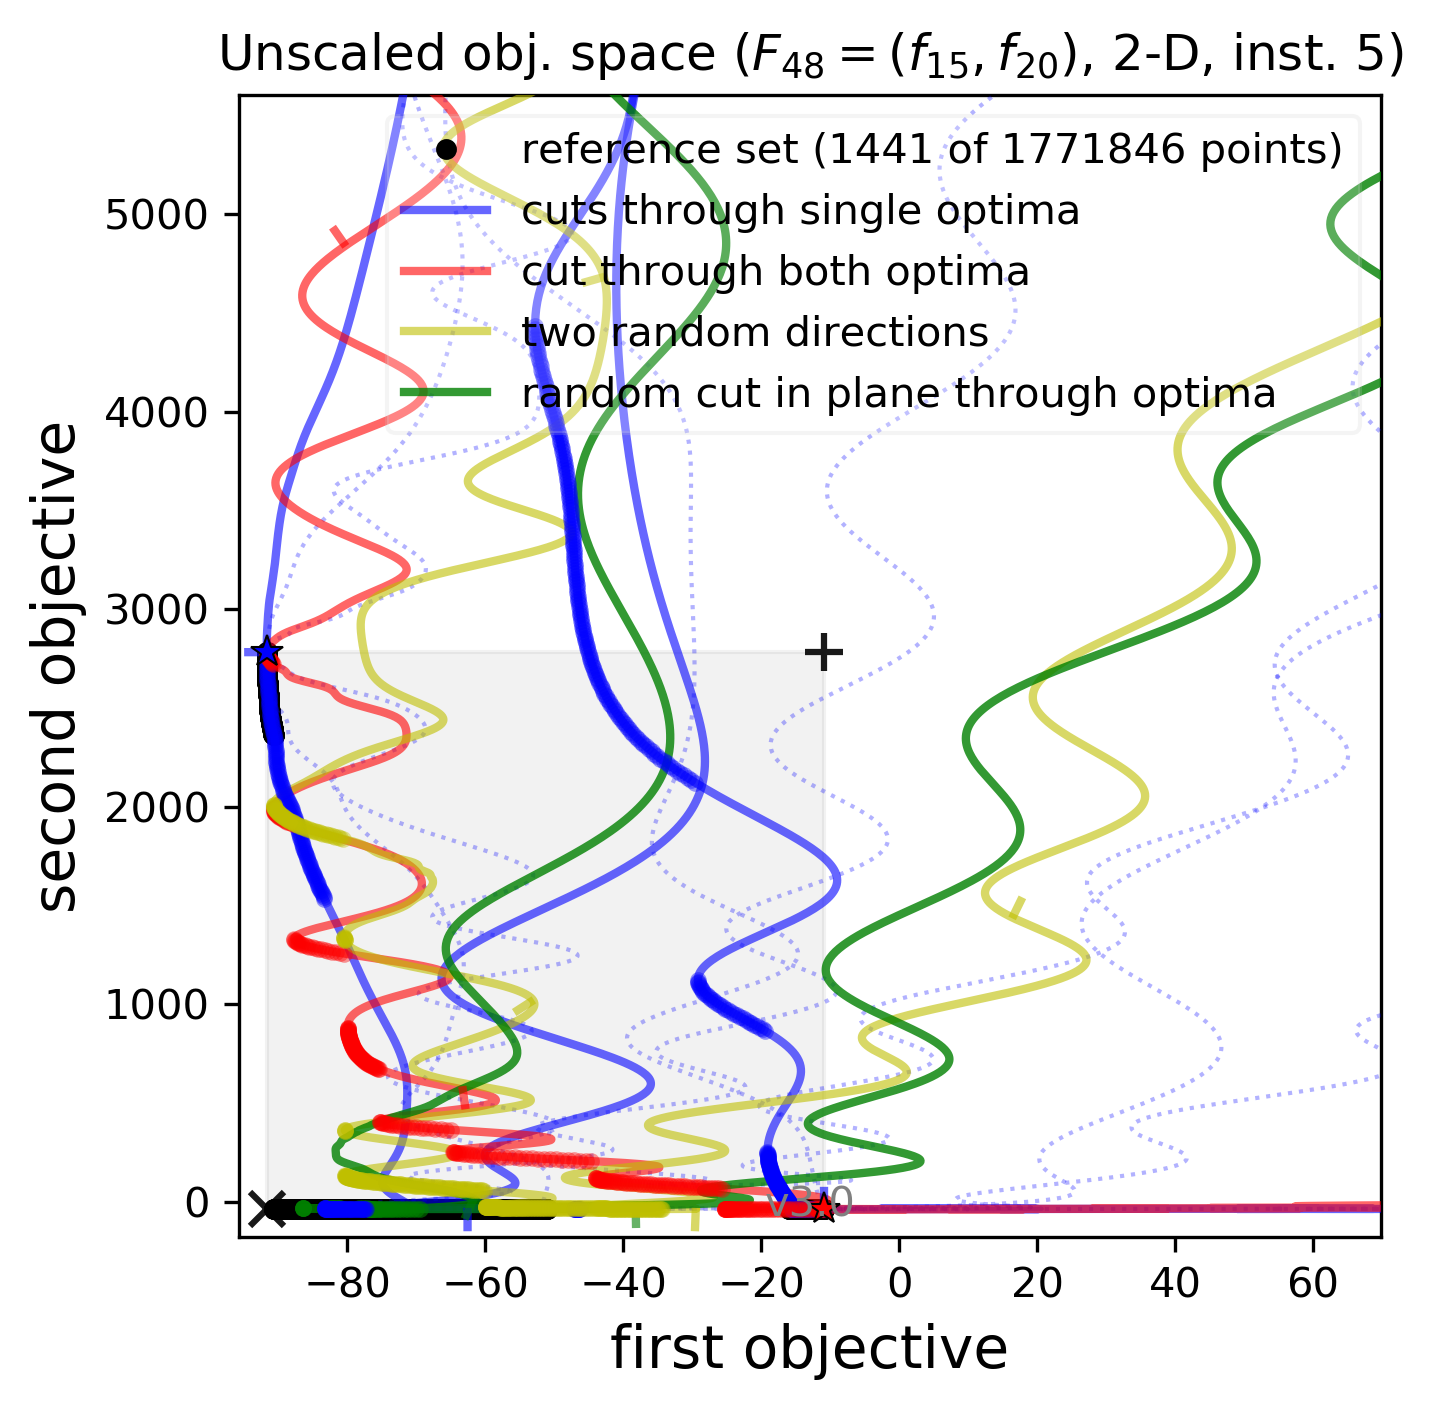 Unscaled obj. space (F₄₈ = (f₁₅, f₂₀), 2-D, inst. 5)
reference set (1441 of 1771846 points)
cuts through single optima
cut through both optima
two random directions
random cut in plane through optima
second objective
5000
4000
3000
2000
1000
0
v3.0
−80
−60
−40
−20
0
20
40
60
first objective